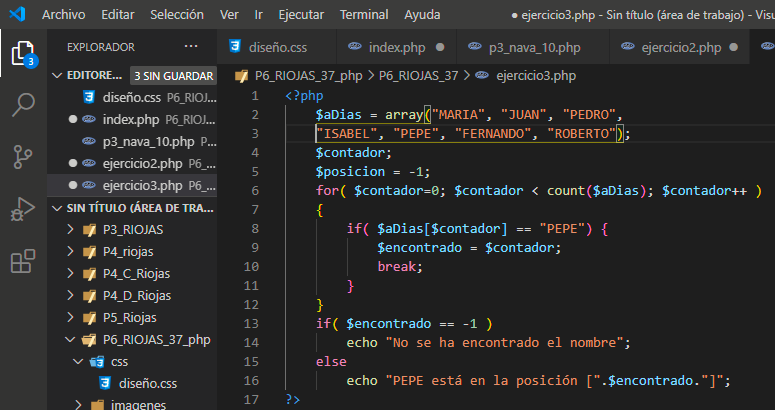 Archivo Editar Selección Ver Ir Ejecutar Terminal Ayuda ● ejercicio3.php - Sin título (área de trabajo) - Visu
EXPLORADOR ···
EDITORE... 3 SIN GUARDAR
diseño.css P6_RIOJ...
index.php P6_RIOJ...
p3_nava_10.php
ejercicio2.php P6_...
ejercicio3.php P6_...
SIN TÍTULO (ÁREA DE TRA...
P3_RIOJAS
P4_riojas
P4_C_Riojas
P4_D_Riojas
P5_Riojas
P6_RIOJAS_37_php
css
diseño.css
imagenes
3
diseño.css index.php ● p3_nava_10.php ejercicio2.php ●
P6_RIOJAS_37_php > P6_RIOJAS_37 > ejercicio3.php
1 <?php
2 $aDias = array("MARIA", "JUAN", "PEDRO",
3 "ISABEL", "PEPE", "FERNANDO", "ROBERTO");
4 $contador;
5 $posicion = -1;
6 for( $contador=0; $contador < count($aDias); $contador++ )
7 {
8 if( $aDias[$contador] == "PEPE") {
9 $encontrado = $contador;
10 break;
11 }
12 }
13 if( $encontrado == -1 )
14 echo "No se ha encontrado el nombre";
15 else
16 echo "PEPE está en la posición [".$encontrado."]";
17 ?>